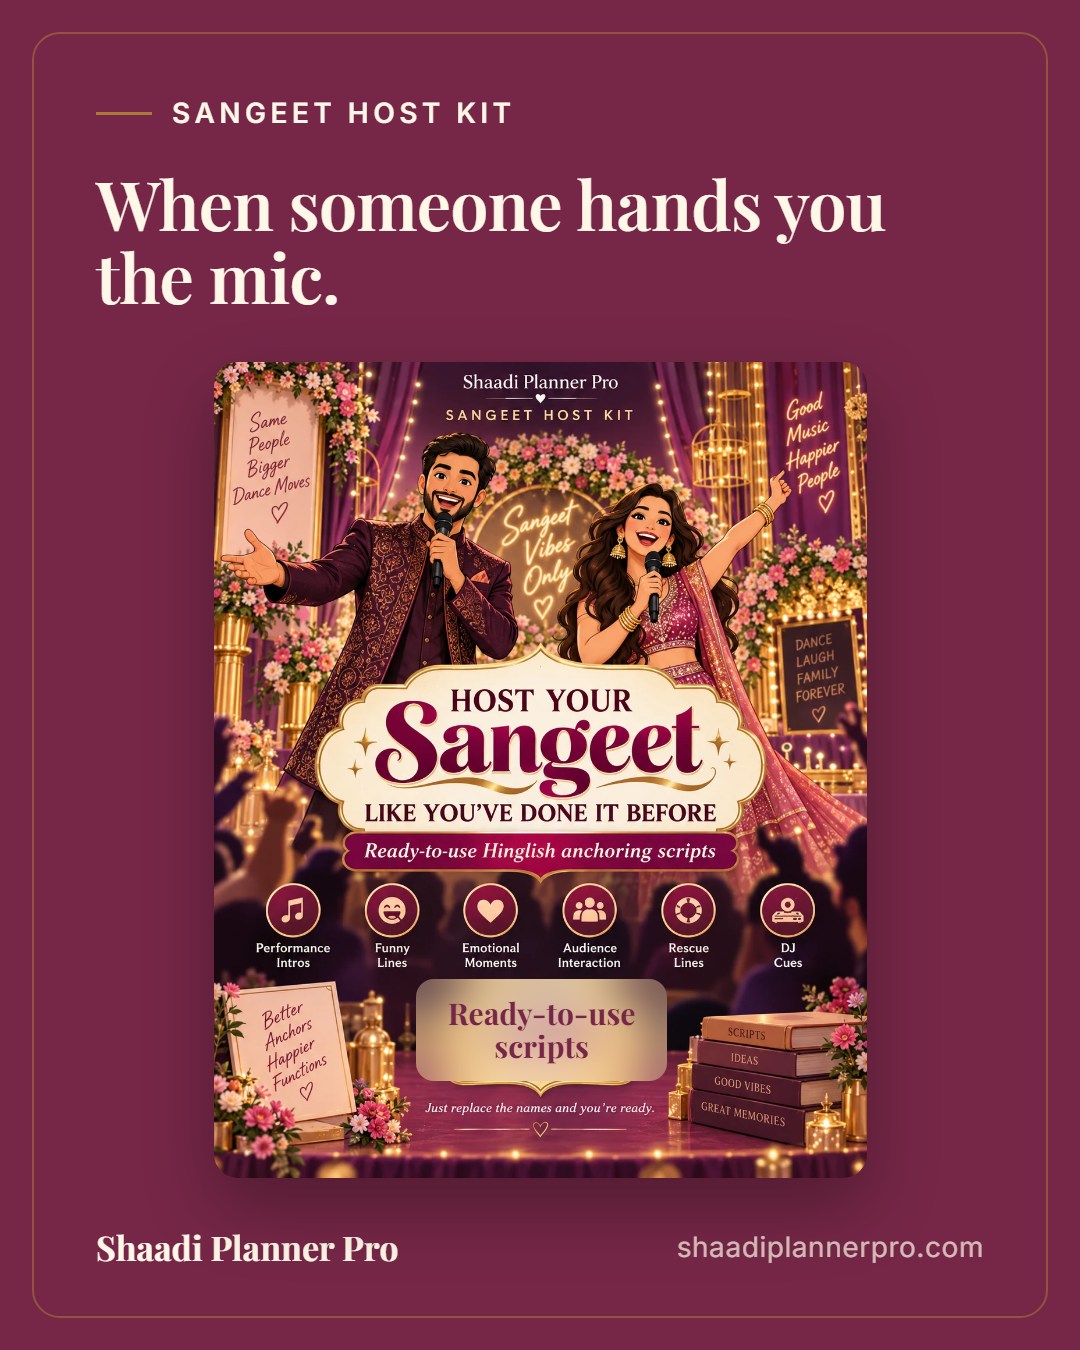 SANGEET HOST KIT
When someone hands you
the mic.
Shaadi Planner Pro
SANGEET HOST KIT
Same
People
Bigger
Dance Moves
Good
Music
Happier
People
Sangeet
Vibes
Only
DANCE
LAUGH
FAMILY
FOREVER
HOST YOUR
Sangeet
LIKE YOU'VE DONE IT BEFORE
Ready-to-use Hinglish anchoring scripts
Performance
Intros
Funny
Lines
Emotional
Moments
Audience
Interaction
Rescue
Lines
DJ
Cues
Better
Anchors
Happier
Functions
Ready-to-use
scripts
SCRIPTS
IDEAS
GOOD VIBES
GREAT MEMORIES
Just replace the names and you're ready.
Shaadi Planner Pro
shaadiplannerpro.com